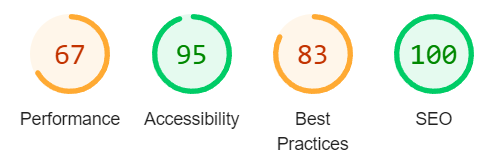 67 95 83 100
Performance Accessibility Best SEO
Practices